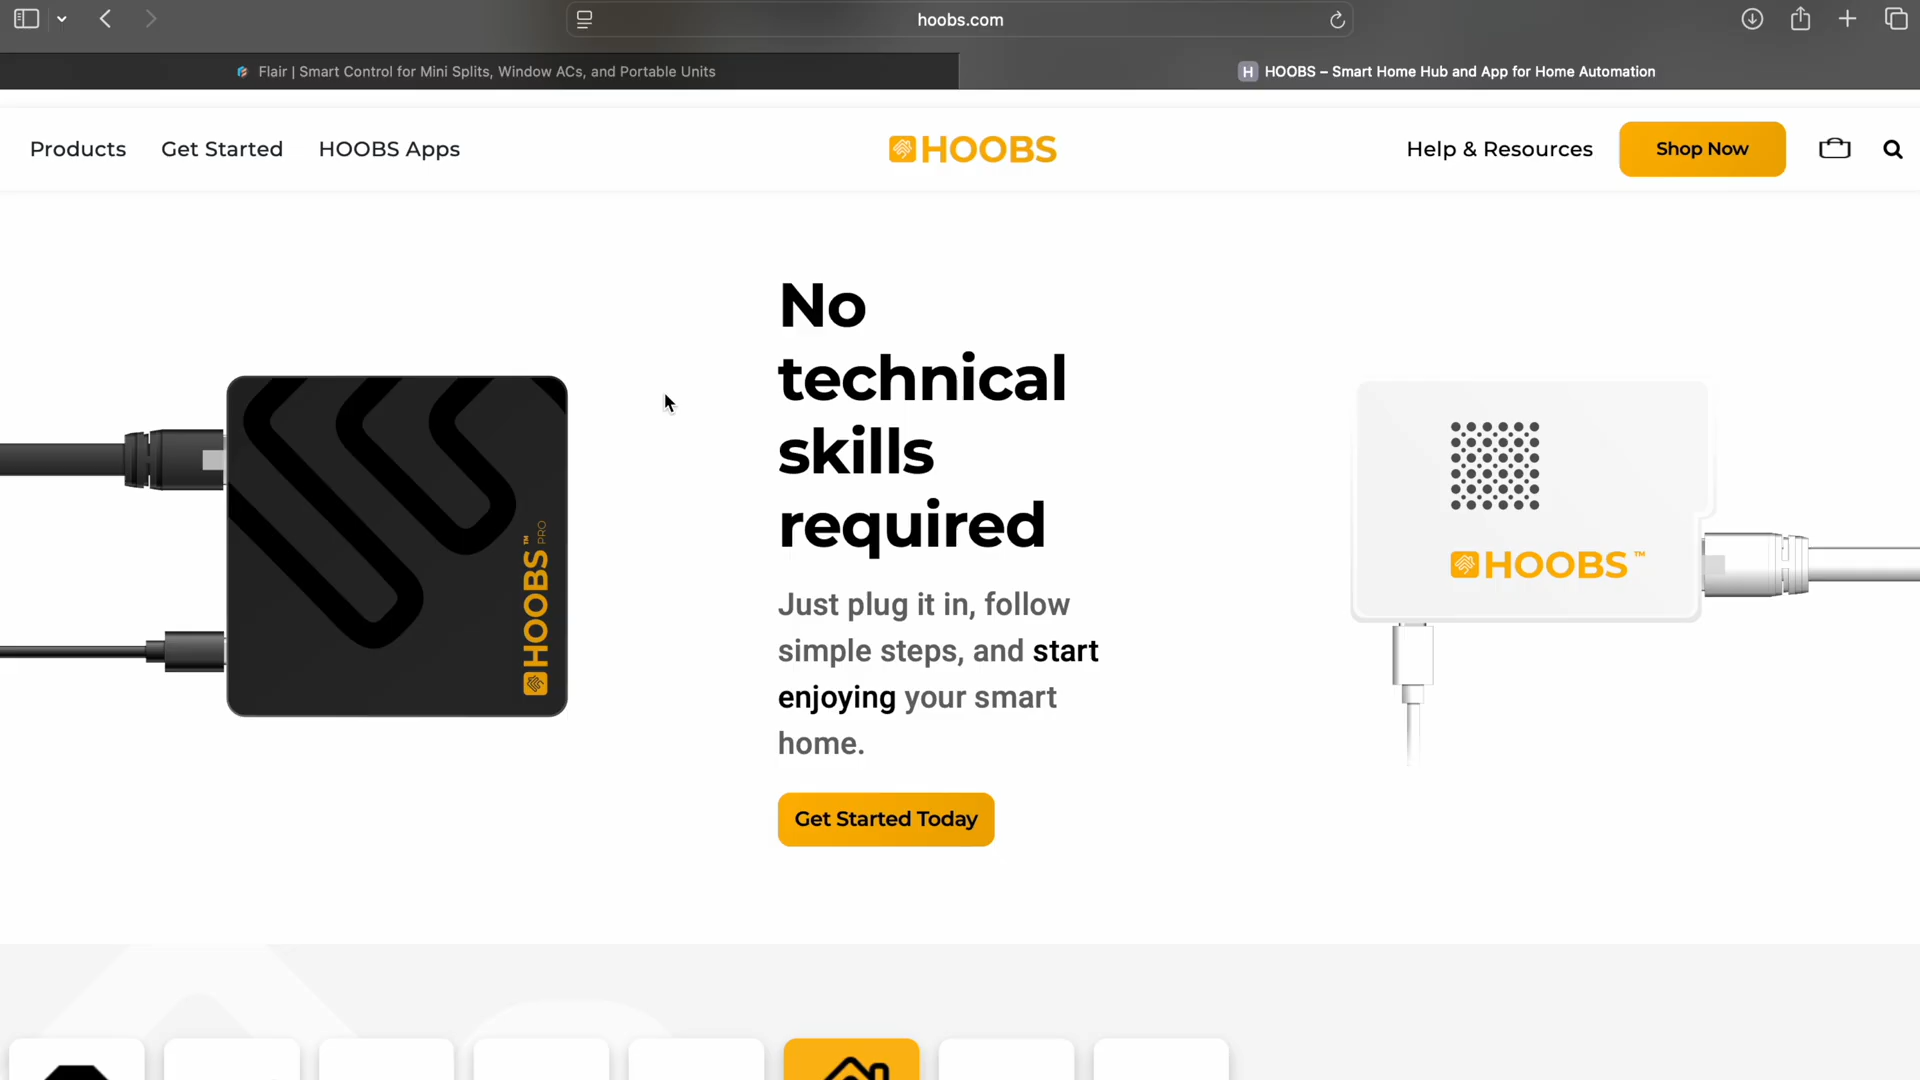 hoobs.com
Flair | Smart Control for Mini Splits, Window ACs, and Portable Units
H HOOBS – Smart Home Hub and App for Home Automation
Products
Get Started
HOOBS Apps
HOOBS
Help & Resources
Shop Now
No
technical
skills
required
Just plug it in, follow
simple steps, and start
enjoying your smart
home.
Get Started Today
HOOBS™ PRO
HOOBS™